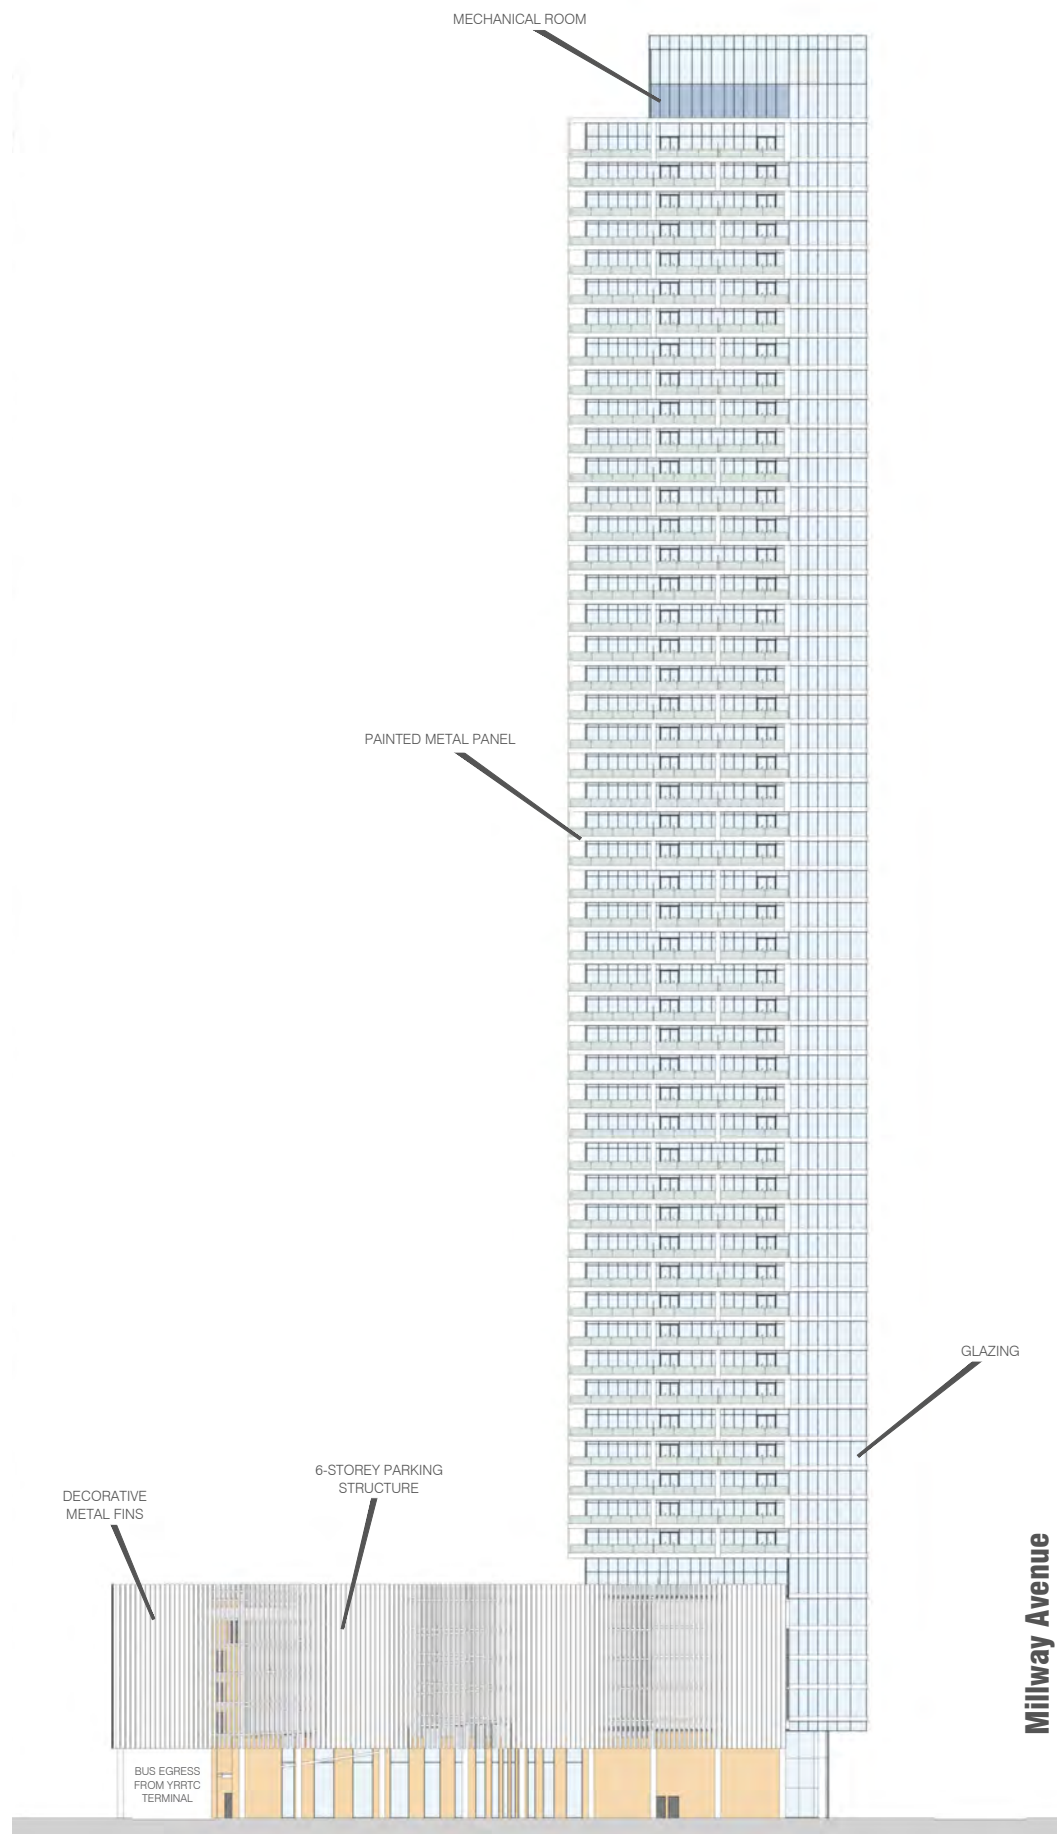 MECHANICAL ROOM
PAINTED METAL PANEL
GLAZING
6-STOREY PARKING
STRUCTURE
DECORATIVE
METAL FINS
Millway Avenue
BUS EGRESS
FROM YRRTC
TERMINAL